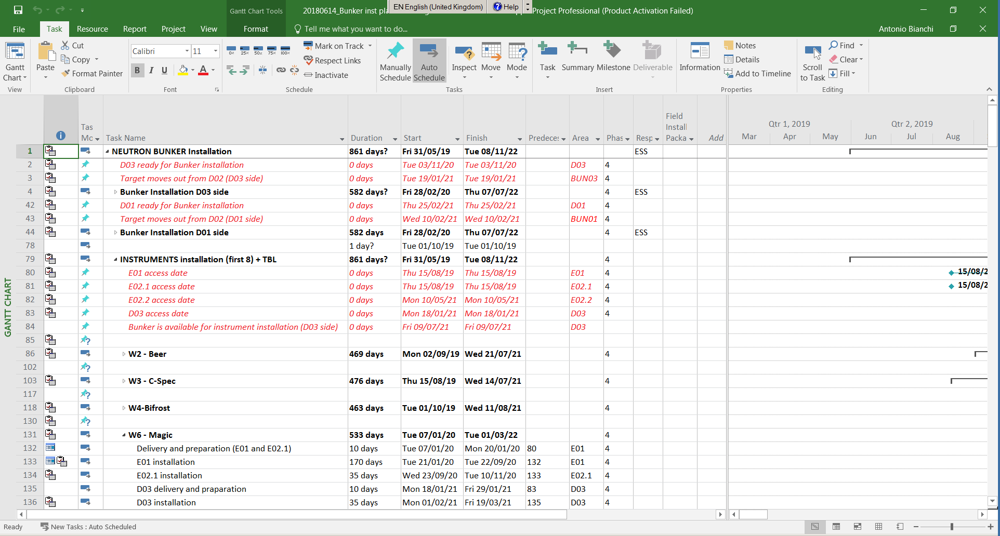 Gantt Chart Tools
20180614_Bunker inst pla
EN English (United Kingdom)
Help
Project Professional (Product Activation Failed)
File Task Resource Report Project View Format Tell me what you want to do...
Antonio Bianchi
Gantt Chart
View
Paste
Cut
Copy
Format Painter
Clipboard
Calibri 11
B I U A
Font
0% 25% 50% 75% 100%
Mark on Track
Respect Links
Inactivate
Schedule
Manually Schedule
Auto Schedule
Inspect
Move
Mode
Tasks
Task
Summary
Milestone
Deliverable
Insert
Information
Notes
Details
Add to Timeline
Properties
Scroll to Task
Find
Clear
Fill
Editing
Tas Mc Task Name Duration Start Finish Predeces Area Phas Resp Field Install Packa Add
Qtr 1, 2019 Qtr 2, 2019
Mar Apr May Jun Jul Aug
GANTT CHART
1 NEUTRON BUNKER Installation 861 days? Fri 31/05/19 Tue 08/11/22 ESS
2 D03 ready for Bunker installation 0 days Tue 03/11/20 Tue 03/11/20 D03 4
3 Target moves out from D02 (D03 side) 0 days Tue 19/01/21 Tue 19/01/21 BUN03 4
4 Bunker Installation D03 side 582 days? Fri 28/02/20 Thu 07/07/22 4 ESS
42 D01 ready for Bunker installation 0 days Thu 25/02/21 Thu 25/02/21 D01 4
43 Target moves out from D02 (D01 side) 0 days Wed 10/02/21 Wed 10/02/21 BUN01 4
44 Bunker Installation D01 side 582 days Fri 28/02/20 Thu 07/07/22 4 ESS
78 1 day? Tue 01/10/19 Tue 01/10/19
79 INSTRUMENTS installation (first 8) + TBL 861 days? Fri 31/05/19 Tue 08/11/22 4
80 E01 access date 0 days Thu 15/08/19 Thu 15/08/19 E01 4 15/08/2
81 E02.1 access date 0 days Thu 15/08/19 Thu 15/08/19 E02.1 4 15/08/2
82 E02.2 access date 0 days Mon 10/05/21 Mon 10/05/21 E02.2 4
83 D03 access date 0 days Mon 18/01/21 Mon 18/01/21 D03 4
84 Bunker is available for instrument installation (D03 side) 0 days Fri 09/07/21 Fri 09/07/21 D03
85
86 W2 - Beer 469 days Mon 02/09/19 Wed 21/07/21 4
102
103 W3 - C-Spec 476 days Thu 15/08/19 Wed 14/07/21 4
117
118 W4-Bifrost 463 days Tue 01/10/19 Wed 11/08/21 4
130
131 W6 - Magic 533 days Tue 07/01/20 Tue 01/03/22 4
132 Delivery and preparation (E01 and E02.1) 10 days Tue 07/01/20 Mon 20/01/20 80 E01 4
133 E01 installation 170 days Tue 21/01/20 Tue 22/09/20 132 E01 4
134 E02.1 installation 35 days Wed 23/09/20 Tue 10/11/20 133 E02.1 4
135 D03 delivery and praparation 10 days Mon 18/01/21 Fri 29/01/21 83 D03 4
136 D03 installation 35 days Mon 01/02/21 Fri 19/03/21 135 D03 4
Ready New Tasks : Auto Scheduled